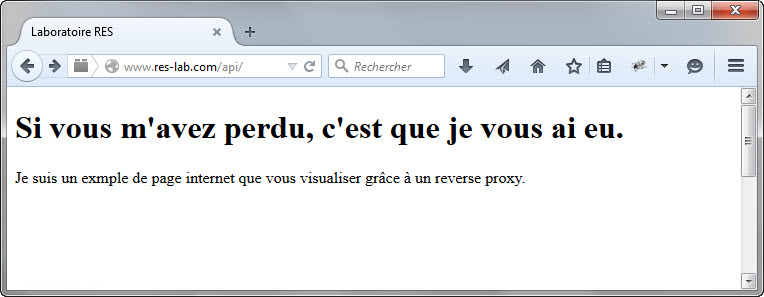 Laboratoire RES
www.res-lab.com/api/
Rechercher
Si vous m'avez perdu, c'est que je vous ai eu.
Je suis un exmple de page internet que vous visualiser grâce à un reverse proxy.